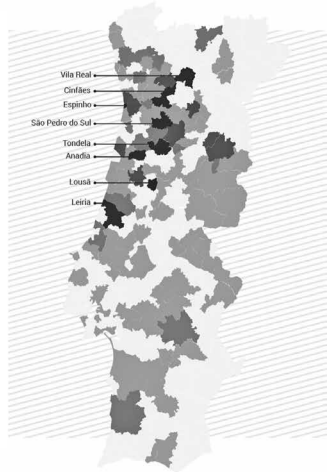 Vila Real
Cinfães
Espinho
São Pedro do Sul
Tondela
Anadia
Lousã
Leiria